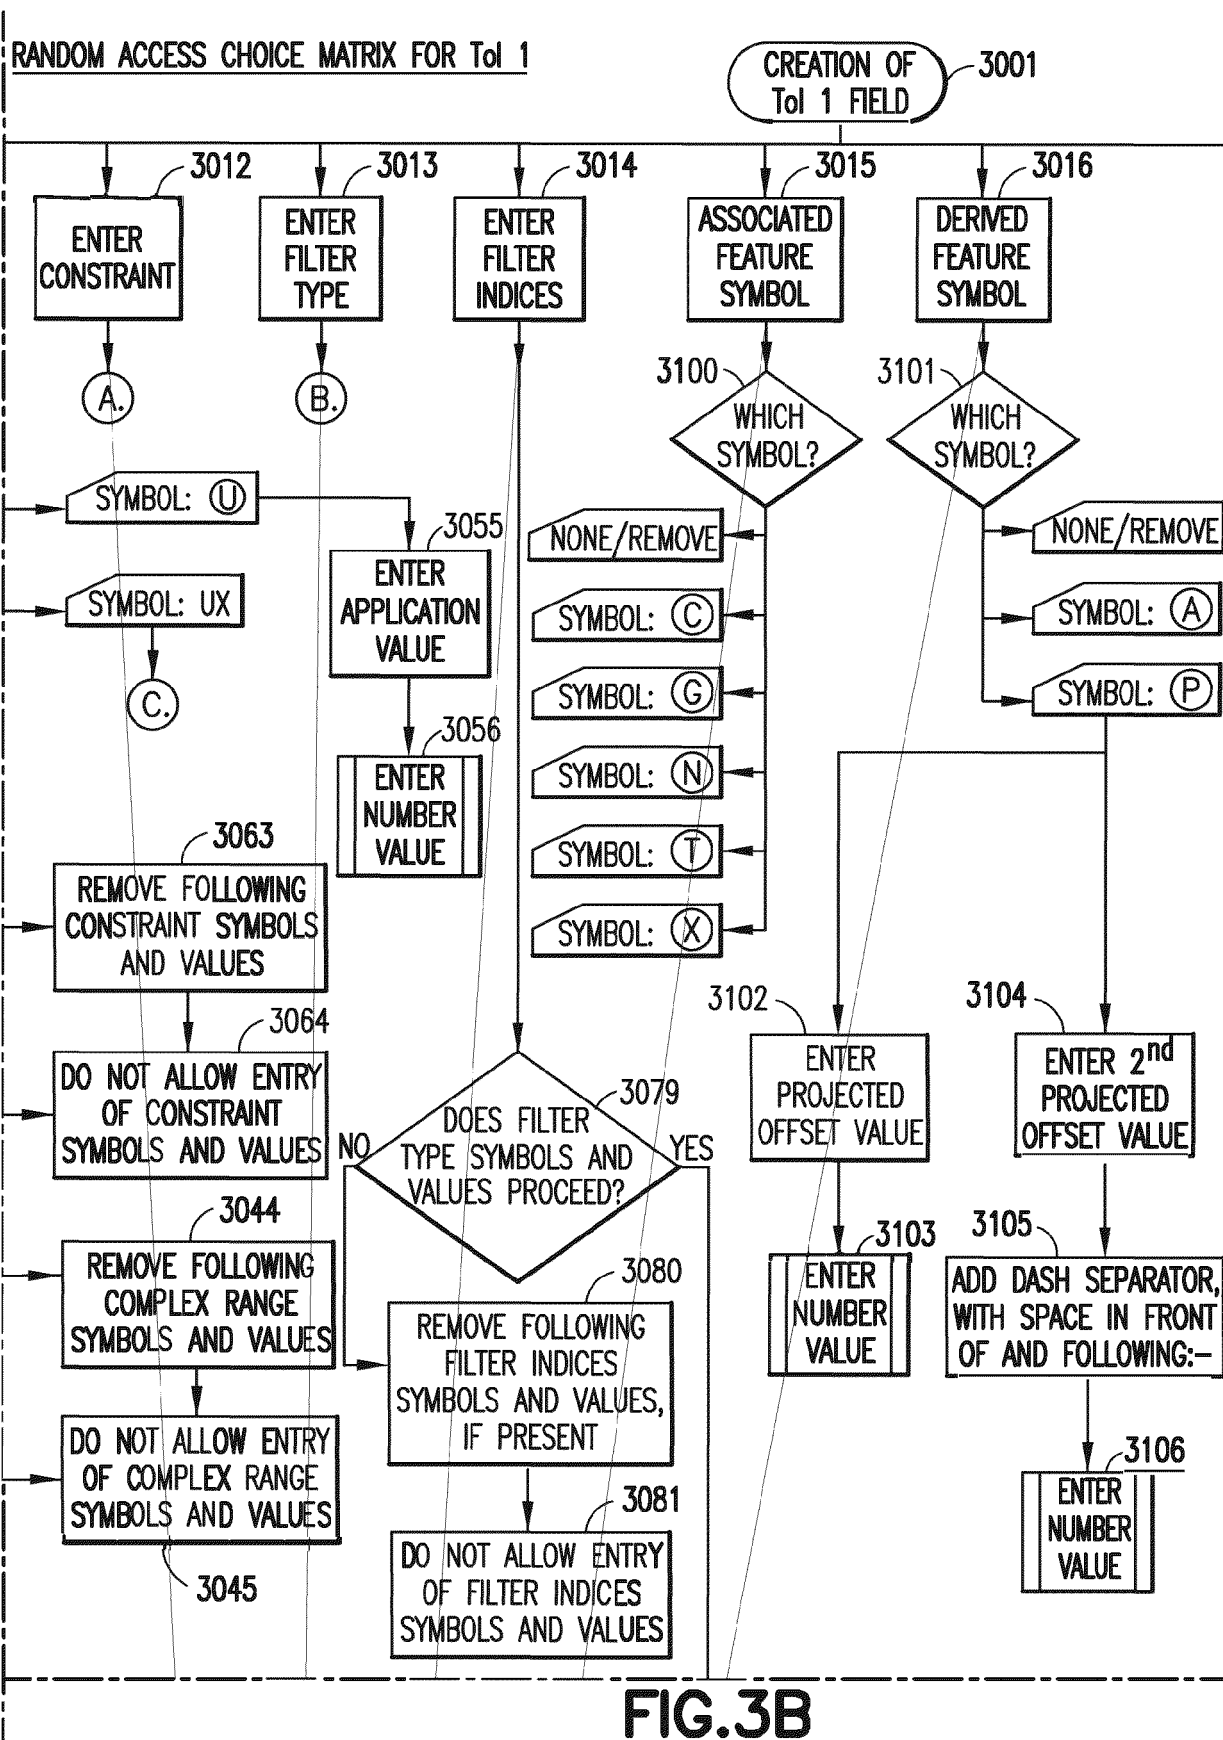 RANDOM ACCESS CHOICE MATRIX FOR Tol 1
CREATION OF
Tol 1 FIELD
3001
3012
ENTER
CONSTRAINT
3013
ENTER
FILTER
TYPE
3014
ENTER
FILTER
INDICES
3015
ASSOCIATED
FEATURE
SYMBOL
3016
DERIVED
FEATURE
SYMBOL
A.
B.
3100
WHICH
SYMBOL?
3101
WHICH
SYMBOL?
SYMBOL: U
SYMBOL: UX
C.
3055
ENTER
APPLICATION
VALUE
3056
ENTER
NUMBER
VALUE
NONE/REMOVE
SYMBOL: C
SYMBOL: G
SYMBOL: N
SYMBOL: T
SYMBOL: X
NONE/REMOVE
SYMBOL: A
SYMBOL: P
3063
REMOVE FOLLOWING
CONSTRAINT SYMBOLS
AND VALUES
3064
DO NOT ALLOW ENTRY
OF CONSTRAINT
SYMBOLS AND VALUES
3044
REMOVE FOLLOWING
COMPLEX RANGE
SYMBOLS AND VALUES
DO NOT ALLOW ENTRY
OF COMPLEX RANGE
SYMBOLS AND VALUES
3045
3079
DOES FILTER
TYPE SYMBOLS AND
VALUES PROCEED?
NO
YES
3080
REMOVE FOLLOWING
FILTER INDICES
SYMBOLS AND VALUES,
IF PRESENT
3081
DO NOT ALLOW ENTRY
OF FILTER INDICES
SYMBOLS AND VALUES
3102
ENTER
PROJECTED
OFFSET VALUE
3103
ENTER
NUMBER
VALUE
3104
ENTER 2nd
PROJECTED
OFFSET VALUE
3105
ADD DASH SEPARATOR,
WITH SPACE IN FRONT
OF AND FOLLOWING:–
3106
ENTER
NUMBER
VALUE
FIG.3B